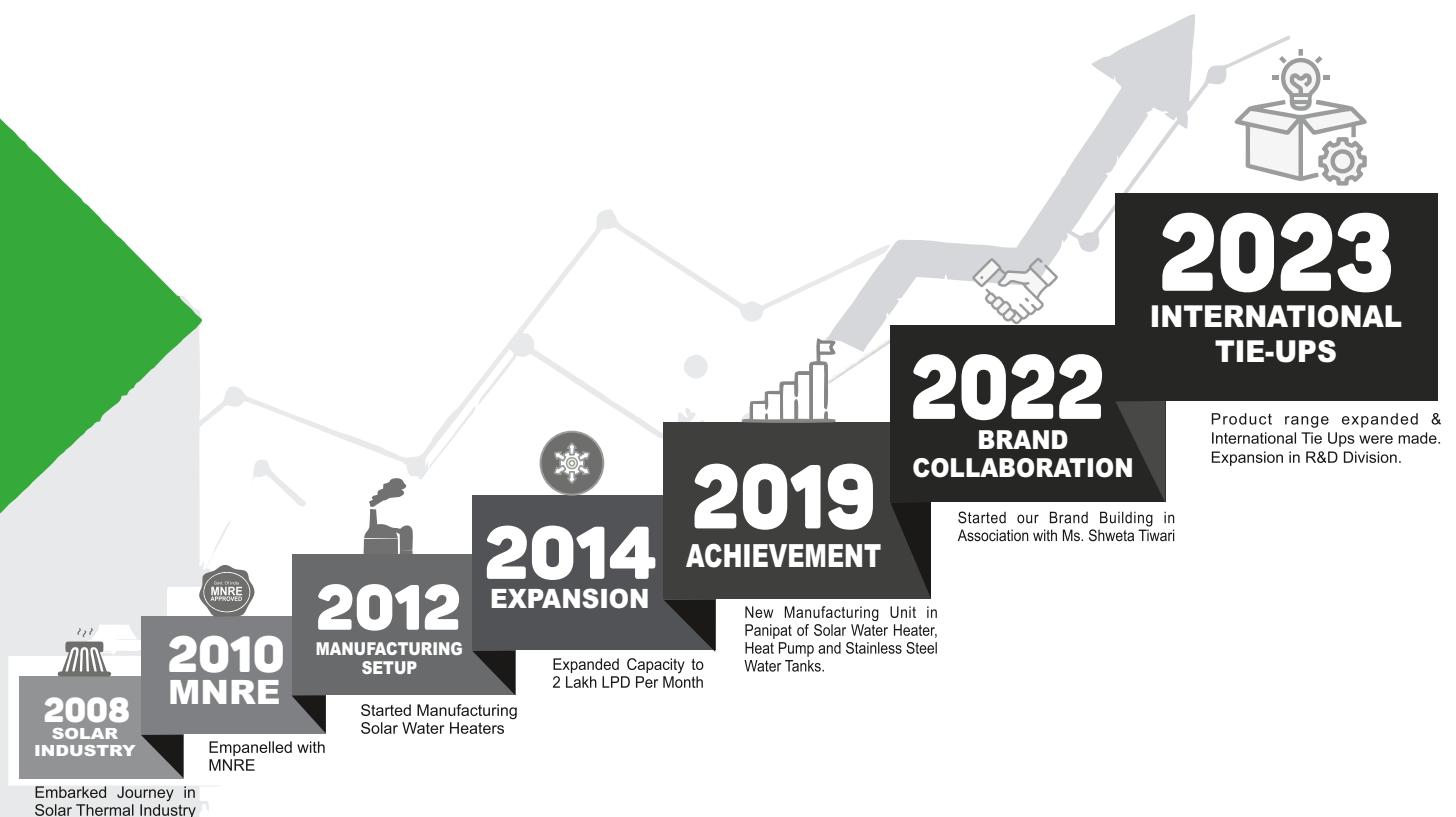 2008
SOLAR
INDUSTRY
Embarked Journey in
Solar Thermal Industry
Govt. Of India
MNRE
APPROVED
2010
MNRE
Empanelled with
MNRE
2012
MANUFACTURING
SETUP
Started Manufacturing
Solar Water Heaters
2014
EXPANSION
Expanded Capacity to
2 Lakh LPD Per Month
2019
ACHIEVEMENT
New Manufacturing Unit in
Panipat of Solar Water Heater,
Heat Pump and Stainless Steel
Water Tanks.
2022
BRAND
COLLABORATION
Started our Brand Building in
Association with Ms. Shweta Tiwari
2023
INTERNATIONAL
TIE-UPS
Product range expanded &
International Tie Ups were made.
Expansion in R&D Division.